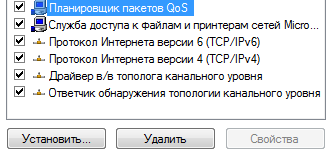 Планировщик пакетов QoS
Служба доступа к файлам и принтерам сетей Micro...
Протокол Интернета версии 6 (TCP/IPv6)
Протокол Интернета версии 4 (TCP/IPv4)
Драйвер в/в тополога канального уровня
Ответчик обнаружения топологии канального уровня
Установить... Удалить Свойства